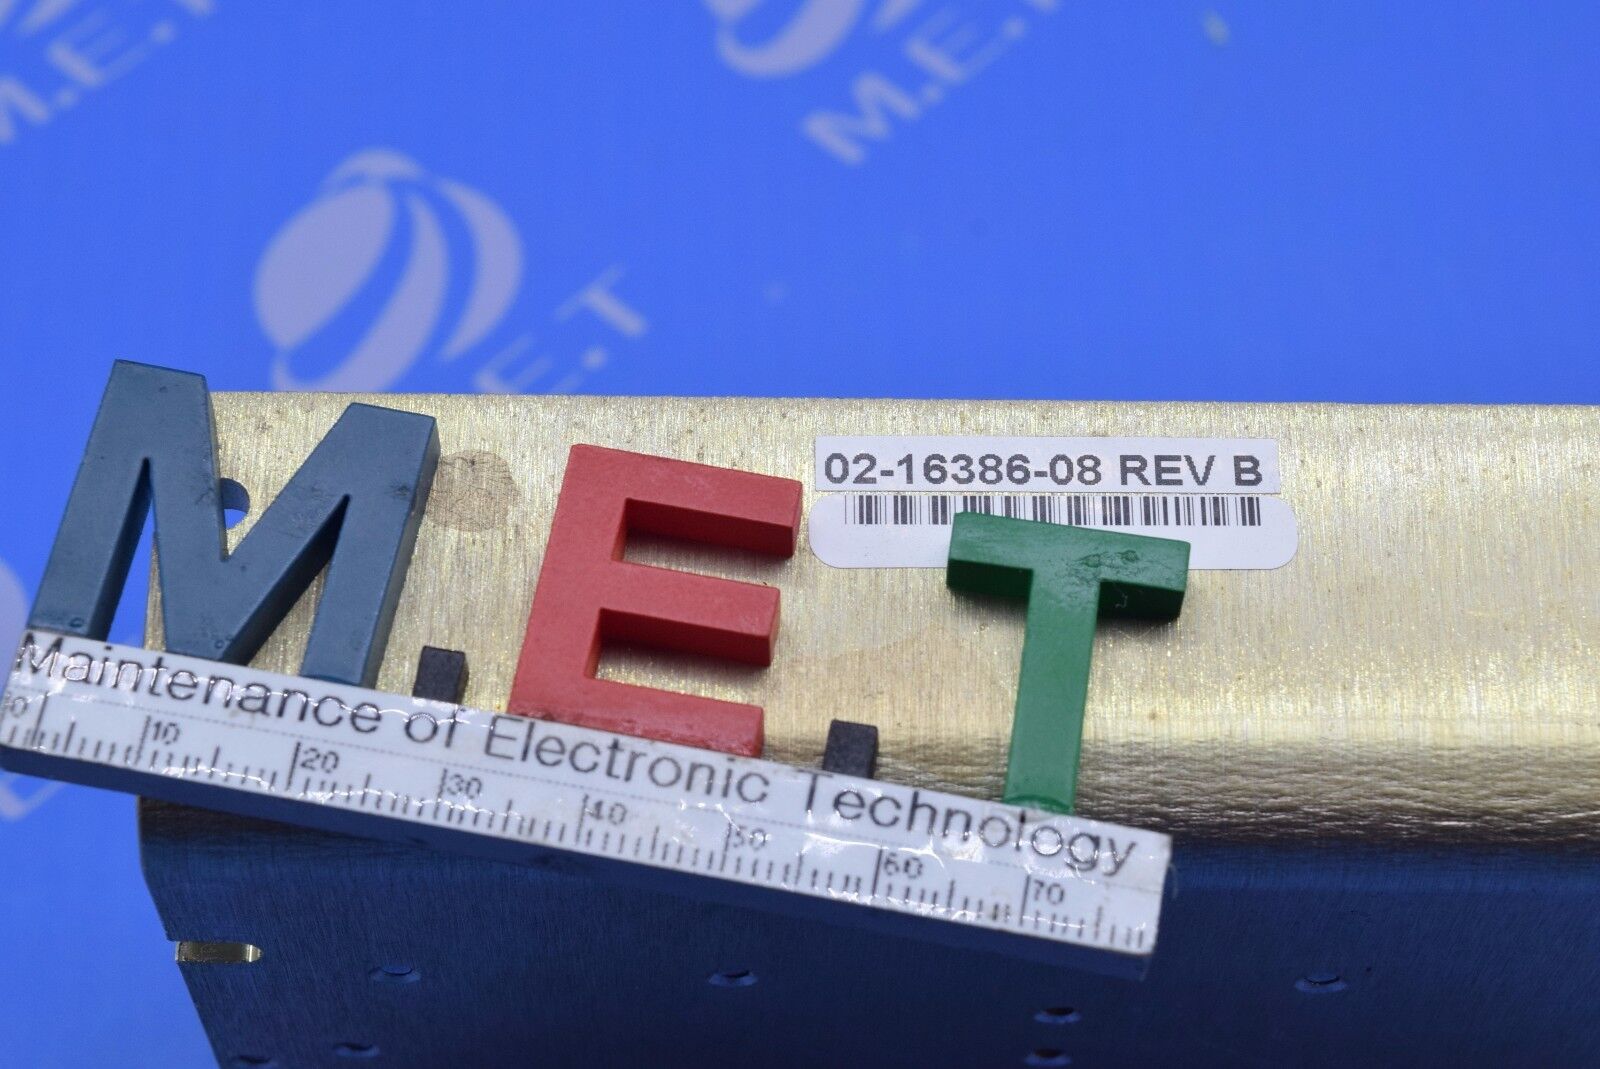 M.E.T
M.E.T
E.T
02-16386-08 REV B
M.E.T
Maintenance of Electronic Technology
0 10 20 30 40 50 60 70